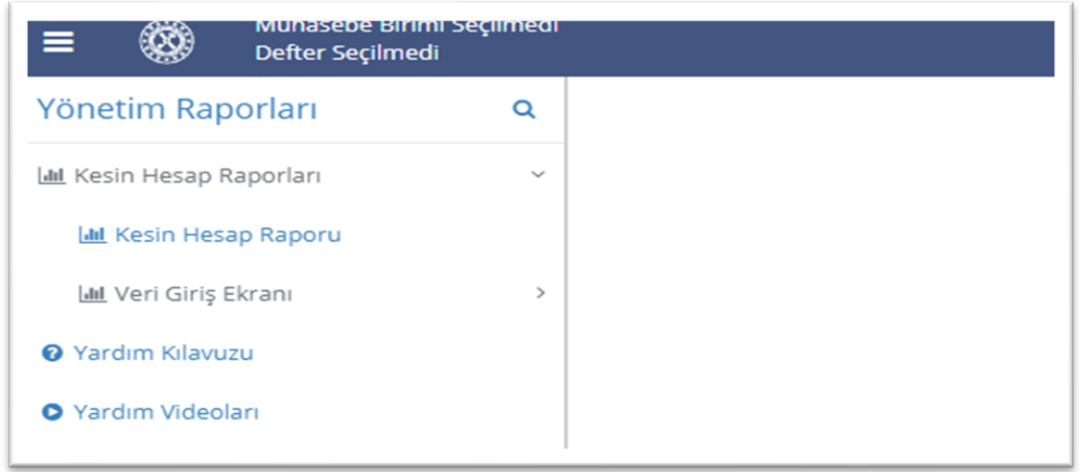 Muhasebe Birimi Seçilmedi
Defter Seçilmedi
Yönetim Raporları
Kesin Hesap Raporları
Kesin Hesap Raporu
Veri Giriş Ekranı
Yardım Kılavuzu
Yardım Videoları